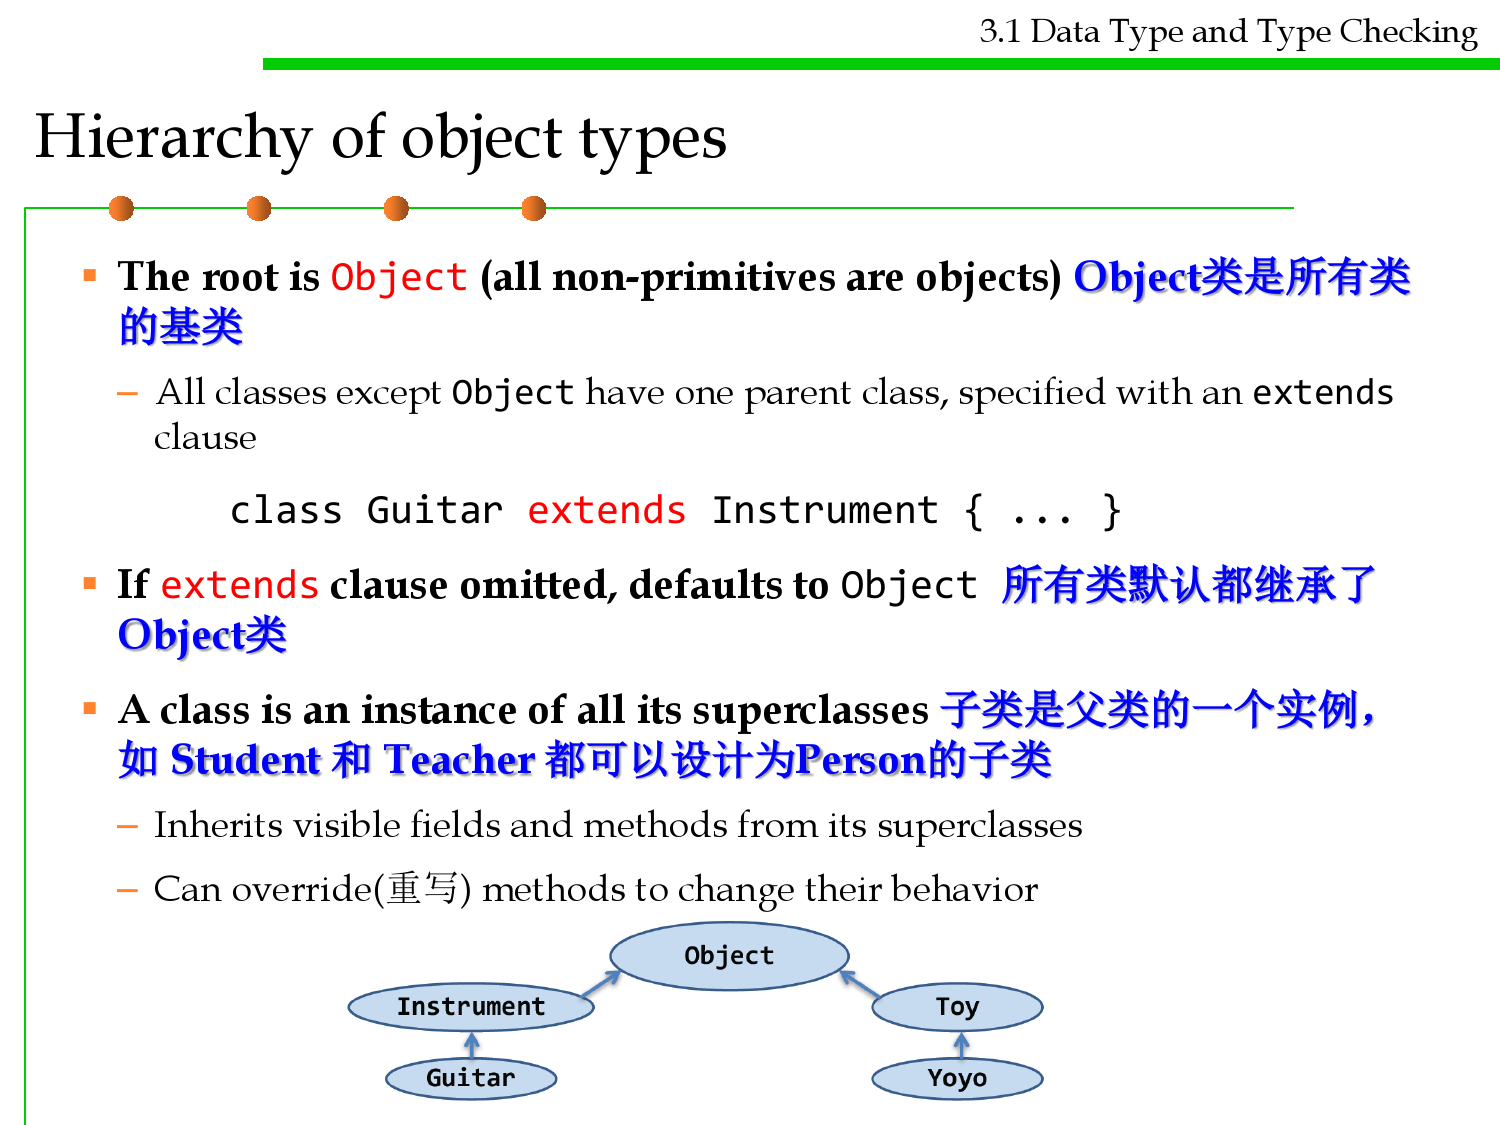 3.1 Data Type and Type Checking
Hierarchy of object types
▪ The root is Object (all non-primitives are objects) Object类是所有类
的基类
– All classes except Object have one parent class, specified with an extends
clause
class Guitar extends Instrument { ... }
▪ If extends clause omitted, defaults to Object 所有类默认都继承了
Object类
▪ A class is an instance of all its superclasses 子类是父类的一个实例，
如 Student 和 Teacher 都可以设计为Person的子类
– Inherits visible fields and methods from its superclasses
– Can override(重写) methods to change their behavior
Object
Instrument
Toy
Guitar
Yoyo